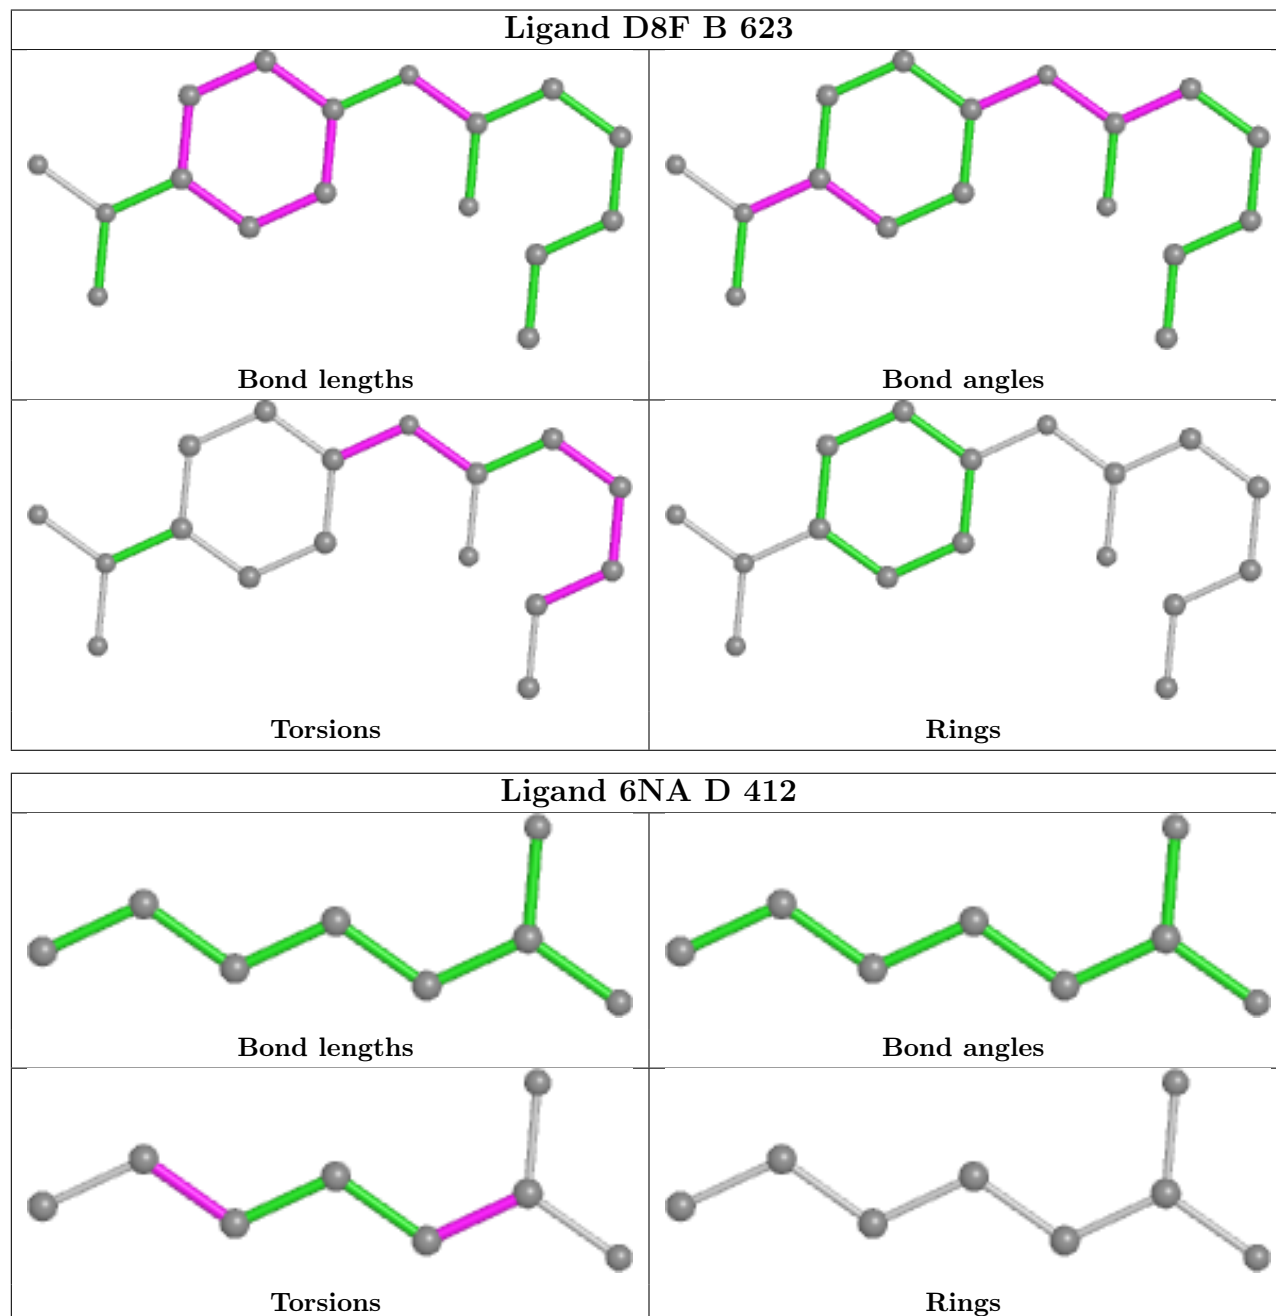 Ligand D8F B 623
Bond lengths
Bond angles
Torsions
Rings
Ligand 6NA D 412
Bond lengths
Bond angles
Torsions
Rings